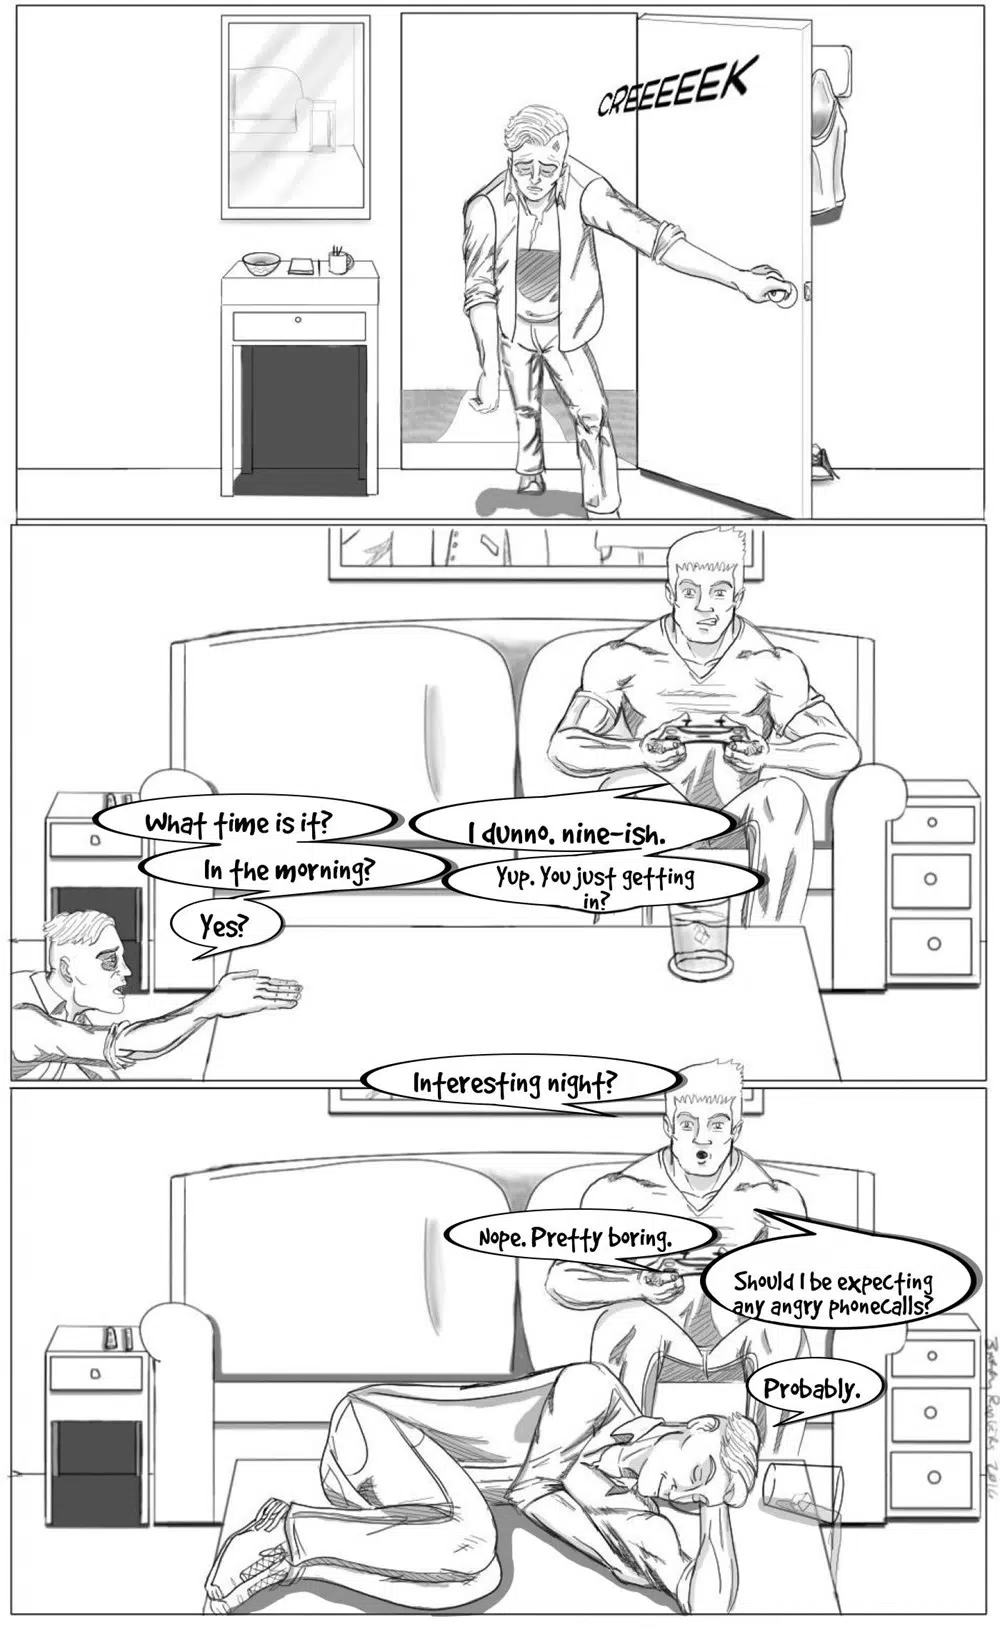 CREEEEEK
What time is it?
I dunno. nine-ish.
In the morning?
Yup. You just getting
in?
Yes?
Interesting night?
Nope. Pretty boring.
Should I be expecting
any angry phonecalls?
Probably.